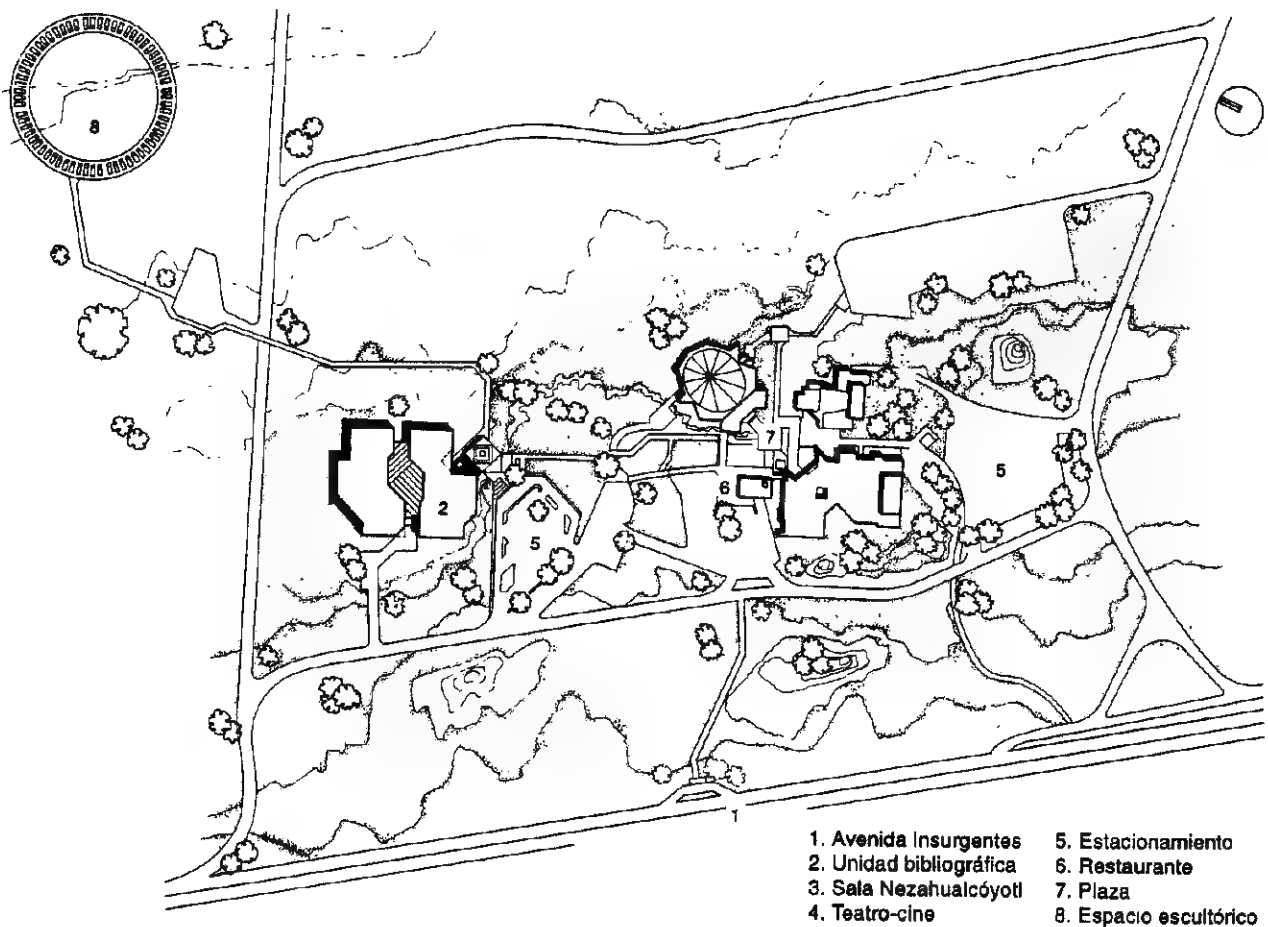 8
7
5
6
2
5
1
1. Avenida Insurgentes
2. Unidad bibliográfica
3. Sala Nezahualcóyotl
4. Teatro-cine
5. Estacionamiento
6. Restaurante
7. Plaza
8. Espacio escultórico